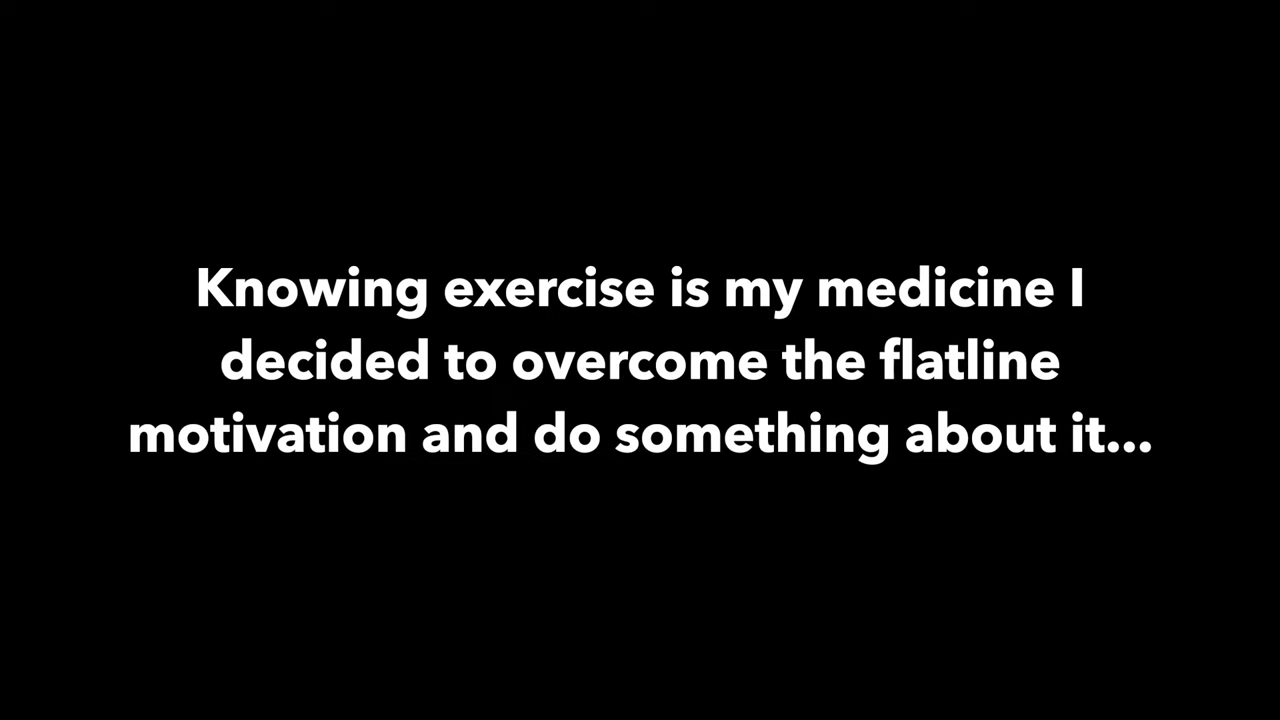 Knowing exercise is my medicine I
decided to overcome the flatline
motivation and do something about it...